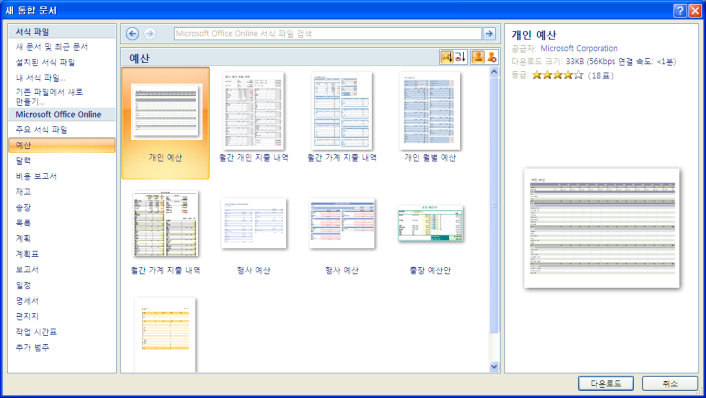 새 통합 문서
서식 파일
새 문서 및 최근 문서
설치된 서식 파일
내 서식 파일...
기존 파일에서 새로
만들기...
Microsoft Office Online
주요 서식 파일
예산
달력
비용 보고서
재고
송장
목록
계획
계획표
보고서
일정
명세서
편지지
작업 시간표
추가 범주
Microsoft Office Online 서식 파일 검색
예산
개인 예산
월간 개인 지출 내역
월간 가계 지출 내역
개인 월별 예산
월간 가계 지출 내역
행사 예산
행사 예산
출장 예산안
개인 예산
공급자: Microsoft Corporation
다운로드 크기: 33KB (56Kbps 연결 속도: <1분)
등급: (18표)
개인 예산
다운로드
취소